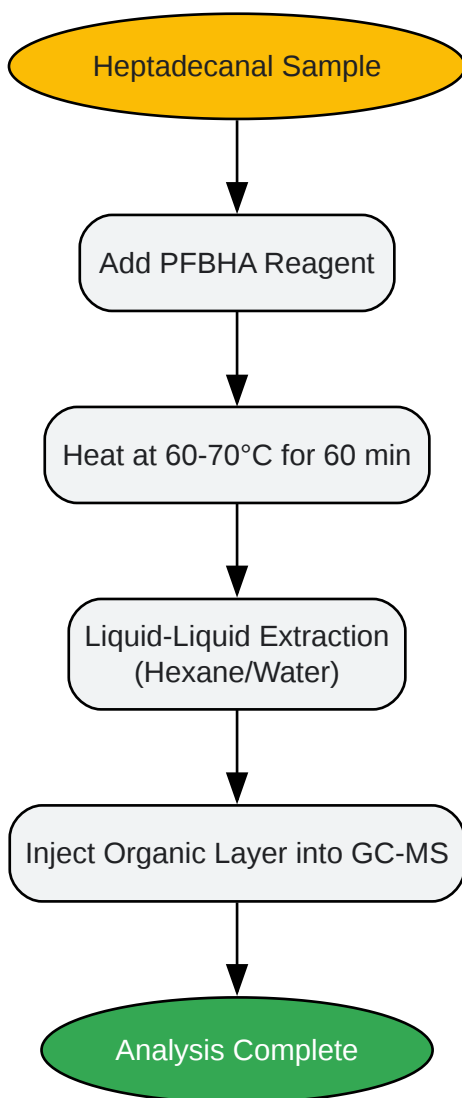 Heptadecanal Sample
Add PFBHA Reagent
Heat at 60-70°C for 60 min
Liquid-Liquid Extraction
(Hexane/Water)
Inject Organic Layer into GC-MS
Analysis Complete